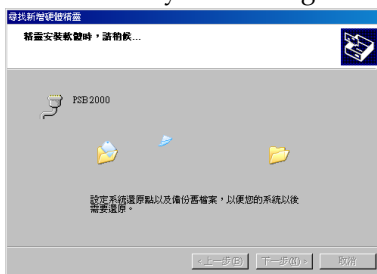 尋找新增硬體精靈
精靈安裝軟體時，請稍候...
PSB2000
設定系統還原點以及備份舊檔案，以便您的系統以後
需要還原。
<上一步(B)
下一步(N)>
取消